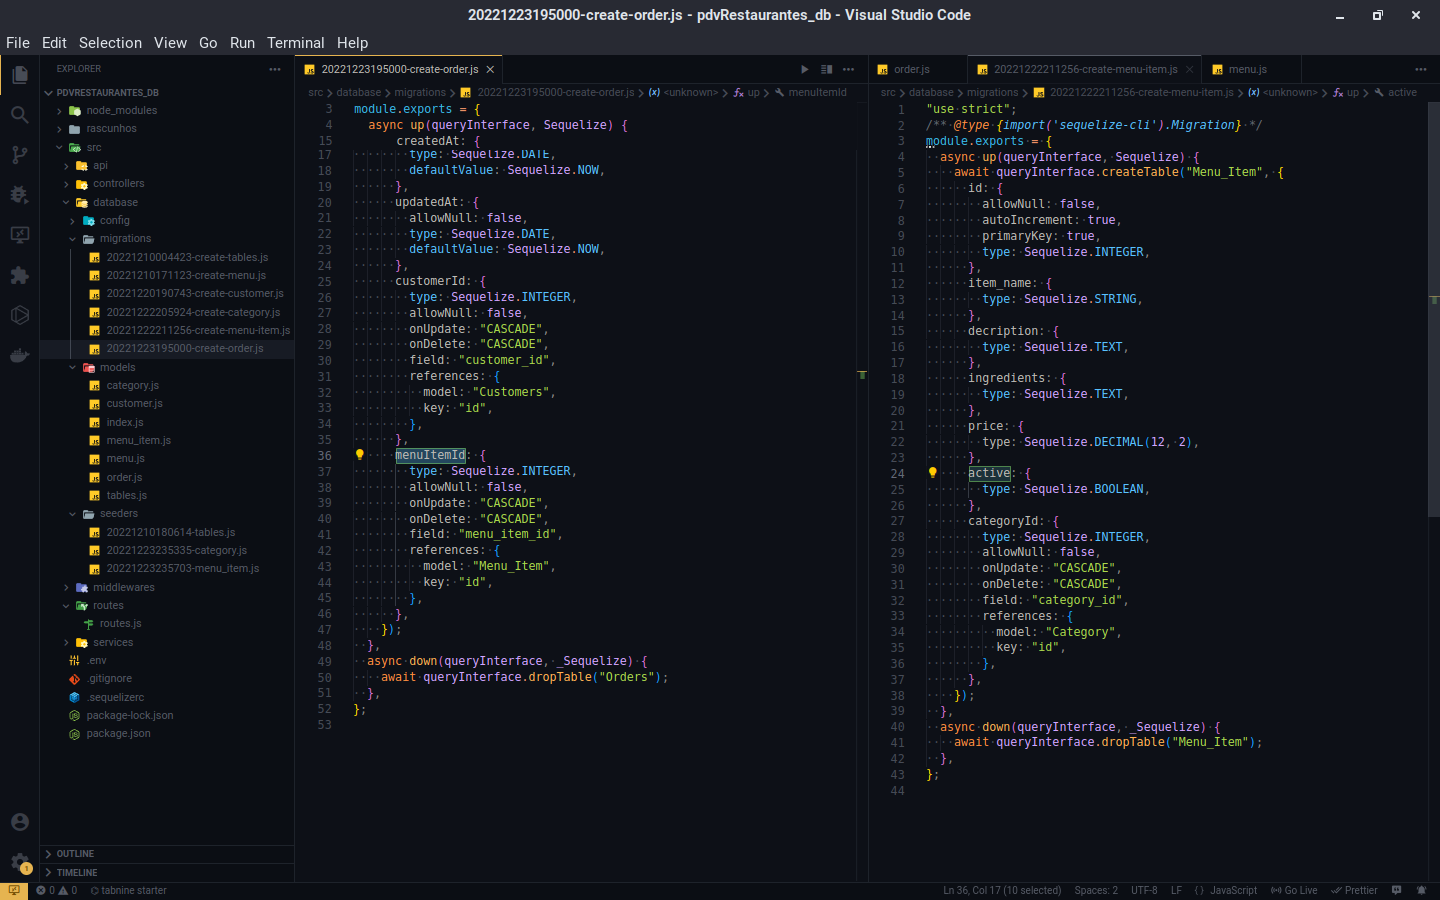 20221223195000-create-order.js - pdvRestaurantes_db - Visual Studio Code
File Edit Selection View Go Run Terminal Help
EXPLORER
PDVRESTAURANTES_DB
node_modules
rascunhos
src
api
controllers
database
config
migrations
20221210004423-create-tables.js
20221210171123-create-menu.js
20221220190743-create-customer.js
20221222205924-create-category.js
20221222211256-create-menu-item.js
20221223195000-create-order.js
models
category.js
customer.js
index.js
menu_item.js
menu.js
order.js
tables.js
seeders
20221210180614-tables.js
20221223235335-category.js
20221223235703-menu_item.js
middlewares
routes
routes.js
services
.env
.gitignore
.sequelizerc
package-lock.json
package.json
OUTLINE
TIMELINE
20221223195000-create-order.js
src > database > migrations > 20221223195000-create-order.js > <unknown> > up > menuItemId
3 module.exports = {
4 async up(queryInterface, Sequelize) {
15 createdAt: {
17 type: Sequelize.DATE,
18 defaultValue: Sequelize.NOW,
19 },
20 updatedAt: {
21 allowNull: false,
22 type: Sequelize.DATE,
23 defaultValue: Sequelize.NOW,
24 },
25 customerId: {
26 type: Sequelize.INTEGER,
27 allowNull: false,
28 onUpdate: "CASCADE",
29 onDelete: "CASCADE",
30 field: "customer_id",
31 references: {
32 model: "Customers",
33 key: "id",
34 },
35 },
36 menuItemId: {
37 type: Sequelize.INTEGER,
38 allowNull: false,
39 onUpdate: "CASCADE",
40 onDelete: "CASCADE",
41 field: "menu_item_id",
42 references: {
43 model: "Menu_Item",
44 key: "id",
45 },
46 },
47 });
48 },
49 async down(queryInterface, _Sequelize) {
50 await queryInterface.dropTable("Orders");
51 },
52 };
53
order.js 20221222211256-create-menu-item.js menu.js
src > database > migrations > 20221222211256-create-menu-item.js > <unknown> > up > active
1 "use strict";
2 /** @type {import('sequelize-cli').Migration} */
3 module.exports = {
4 async up(queryInterface, Sequelize) {
5 await queryInterface.createTable("Menu_Item", {
6 id: {
7 allowNull: false,
8 autoIncrement: true,
9 primaryKey: true,
10 type: Sequelize.INTEGER,
11 },
12 item_name: {
13 type: Sequelize.STRING,
14 },
15 decription: {
16 type: Sequelize.TEXT,
17 },
18 ingredients: {
19 type: Sequelize.TEXT,
20 },
21 price: {
22 type: Sequelize.DECIMAL(12, 2),
23 },
24 active: {
25 type: Sequelize.BOOLEAN,
26 },
27 categoryId: {
28 type: Sequelize.INTEGER,
29 allowNull: false,
30 onUpdate: "CASCADE",
31 onDelete: "CASCADE",
32 field: "category_id",
33 references: {
34 model: "Category",
35 key: "id",
36 },
37 },
38 });
39 },
40 async down(queryInterface, _Sequelize) {
41 await queryInterface.dropTable("Menu_Item");
42 },
43 };
44
0 0 tabnine starter Ln 36, Col 17 (10 selected) Spaces: 2 UTF-8 LF { } JavaScript Go Live Prettier
1